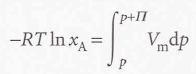 −RT ln x_A = ∫_p^{p+Π} V_m dp